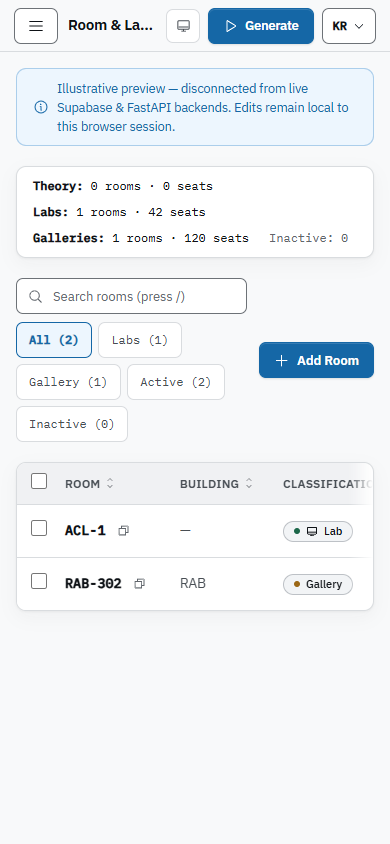 Room & La...
Generate
KR
Illustrative preview — disconnected from live
Supabase & FastAPI backends. Edits remain local to
this browser session.
Theory: 0 rooms · 0 seats
Labs: 1 rooms · 42 seats
Galleries: 1 rooms · 120 seats Inactive: 0
Search rooms (press /)
All (2) Labs (1)
Add Room
Gallery (1) Active (2)
Inactive (0)
ROOM BUILDING CLASSIFICATIO
ACL-1 — Lab
RAB-302 RAB Gallery